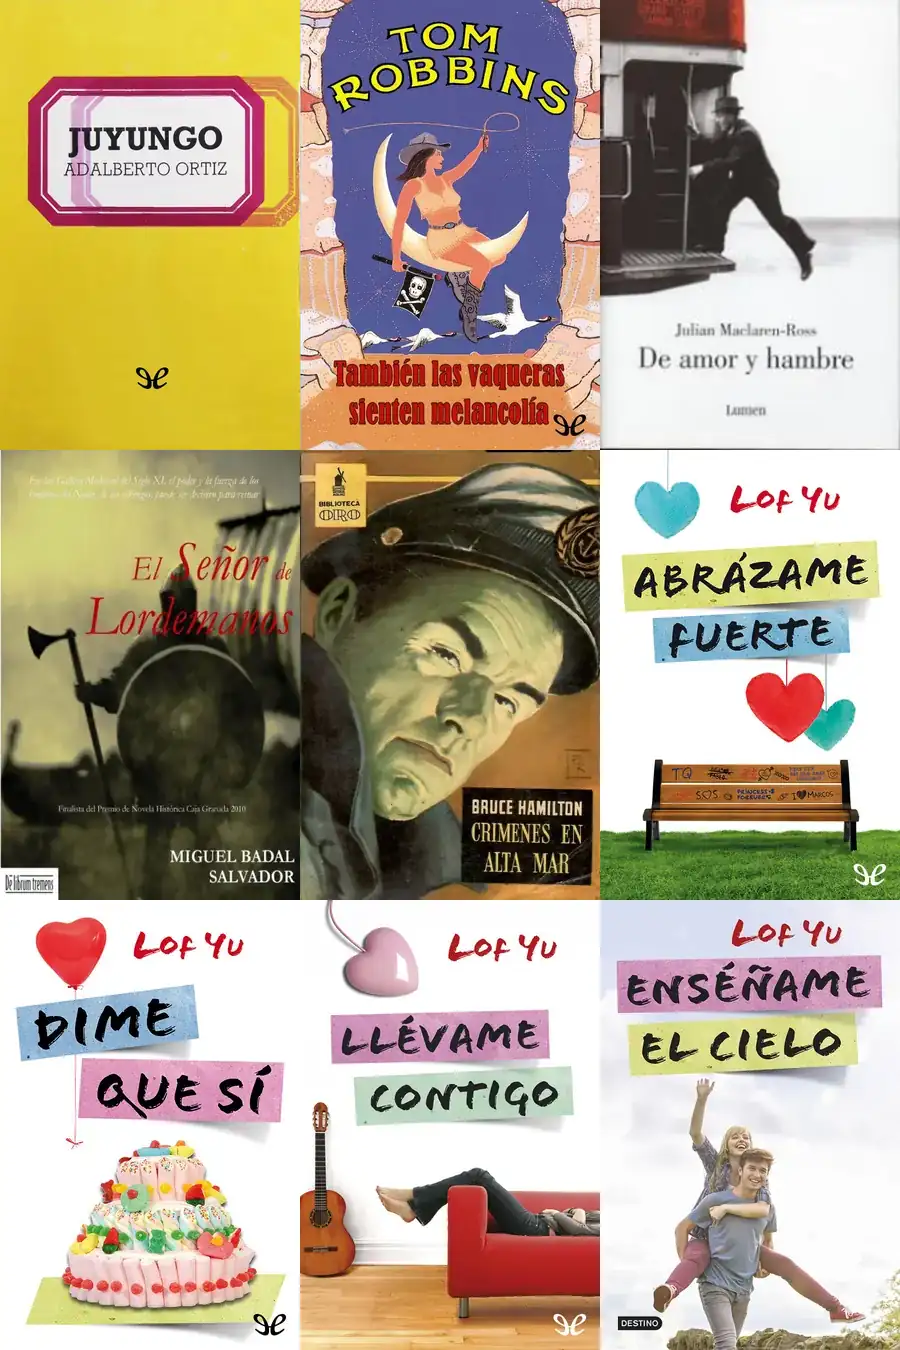 JUYUNGO
ADALBERTO ORTIZ
TOM
ROBBINS
También las vaqueras
sienten melancolía
Julian Maclaren-Ross
De amor y hambre
Lumen
El Señor de
Lordemanos
Finalista del Premio de Novela Histórica Caja Granada 2010
MIGUEL BADAL
SALVADOR
De librum tremens
BIBLIOTECA
ORO
BRUCE HAMILTON
CRIMENES EN
ALTA MAR
Lof Yu
ABRÁZAME
FUERTE
TQ
S.O.S
I ♥ MARCOS
Lof Yu
DIME
QUE SÍ
Lof Yu
LLÉVAME
CONTIGO
Lof Yu
ENSÉÑAME
EL CIELO
DESTINO